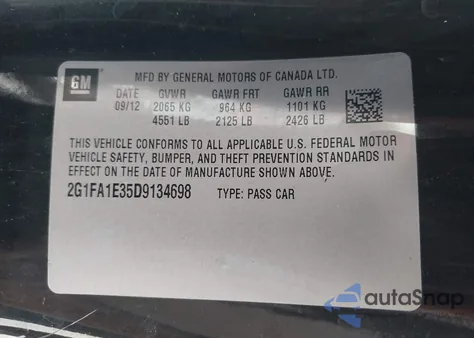 GM
MFD BY GENERAL MOTORS OF CANADA LTD.
DATE GVWR GAWR FRT GAWR RR
09/12 2065 KG 964 KG 1101 KG
4551 LB 2125 LB 2426 LB
THIS VEHICLE CONFORMS TO ALL APPLICABLE U.S. FEDERAL MOTOR
VEHICLE SAFETY, BUMPER, AND THEFT PREVENTION STANDARDS IN
EFFECT ON THE DATE OF MANUFACTURE SHOWN ABOVE.
2G1FA1E35D9134698 TYPE: PASS CAR
autoSnap